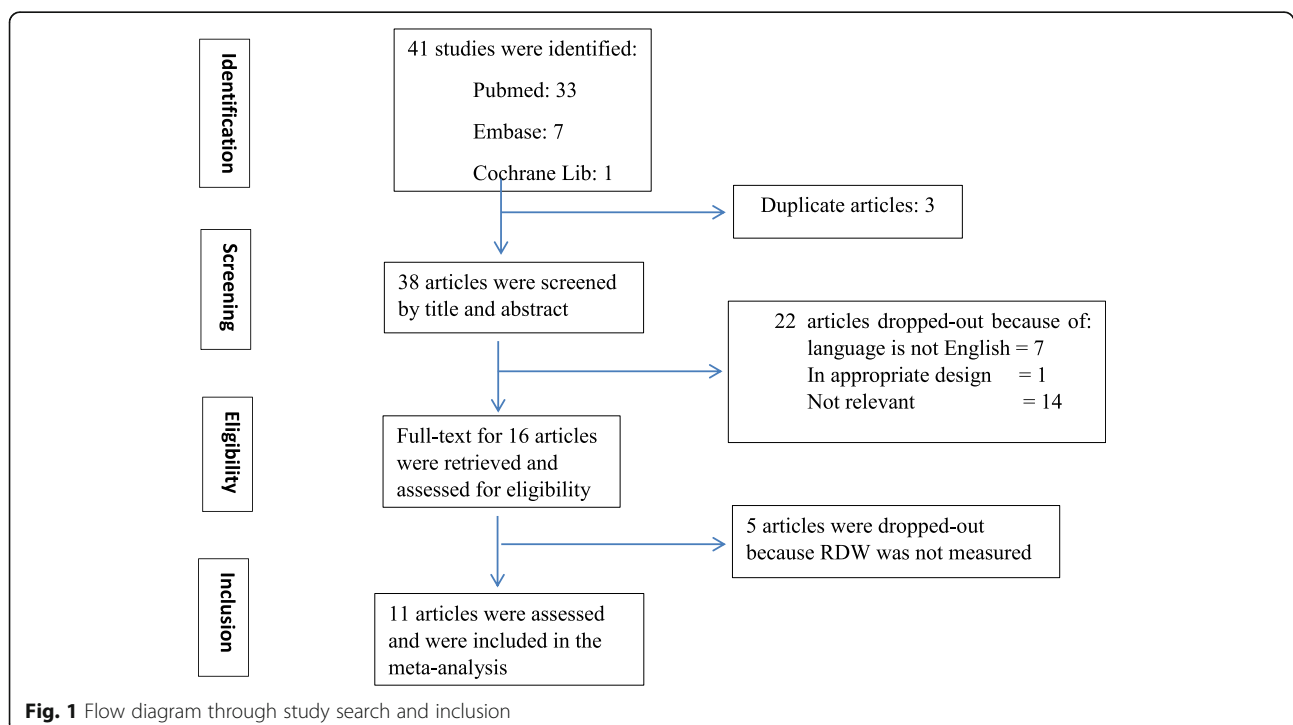 Identification
41 studies were identified:
Pubmed: 33
Embase: 7
Cochrane Lib: 1
Duplicate articles: 3
Screening
38 articles were screened
by title and abstract
22 articles dropped-out because of:
language is not English = 7
In appropriate design = 1
Not relevant = 14
Eligibility
Full-text for 16 articles
were retrieved and
assessed for eligibility
5 articles were dropped-out
because RDW was not measured
Inclusion
11 articles were assessed
and were included in the
meta-analysis
Fig. 1 Flow diagram through study search and inclusion